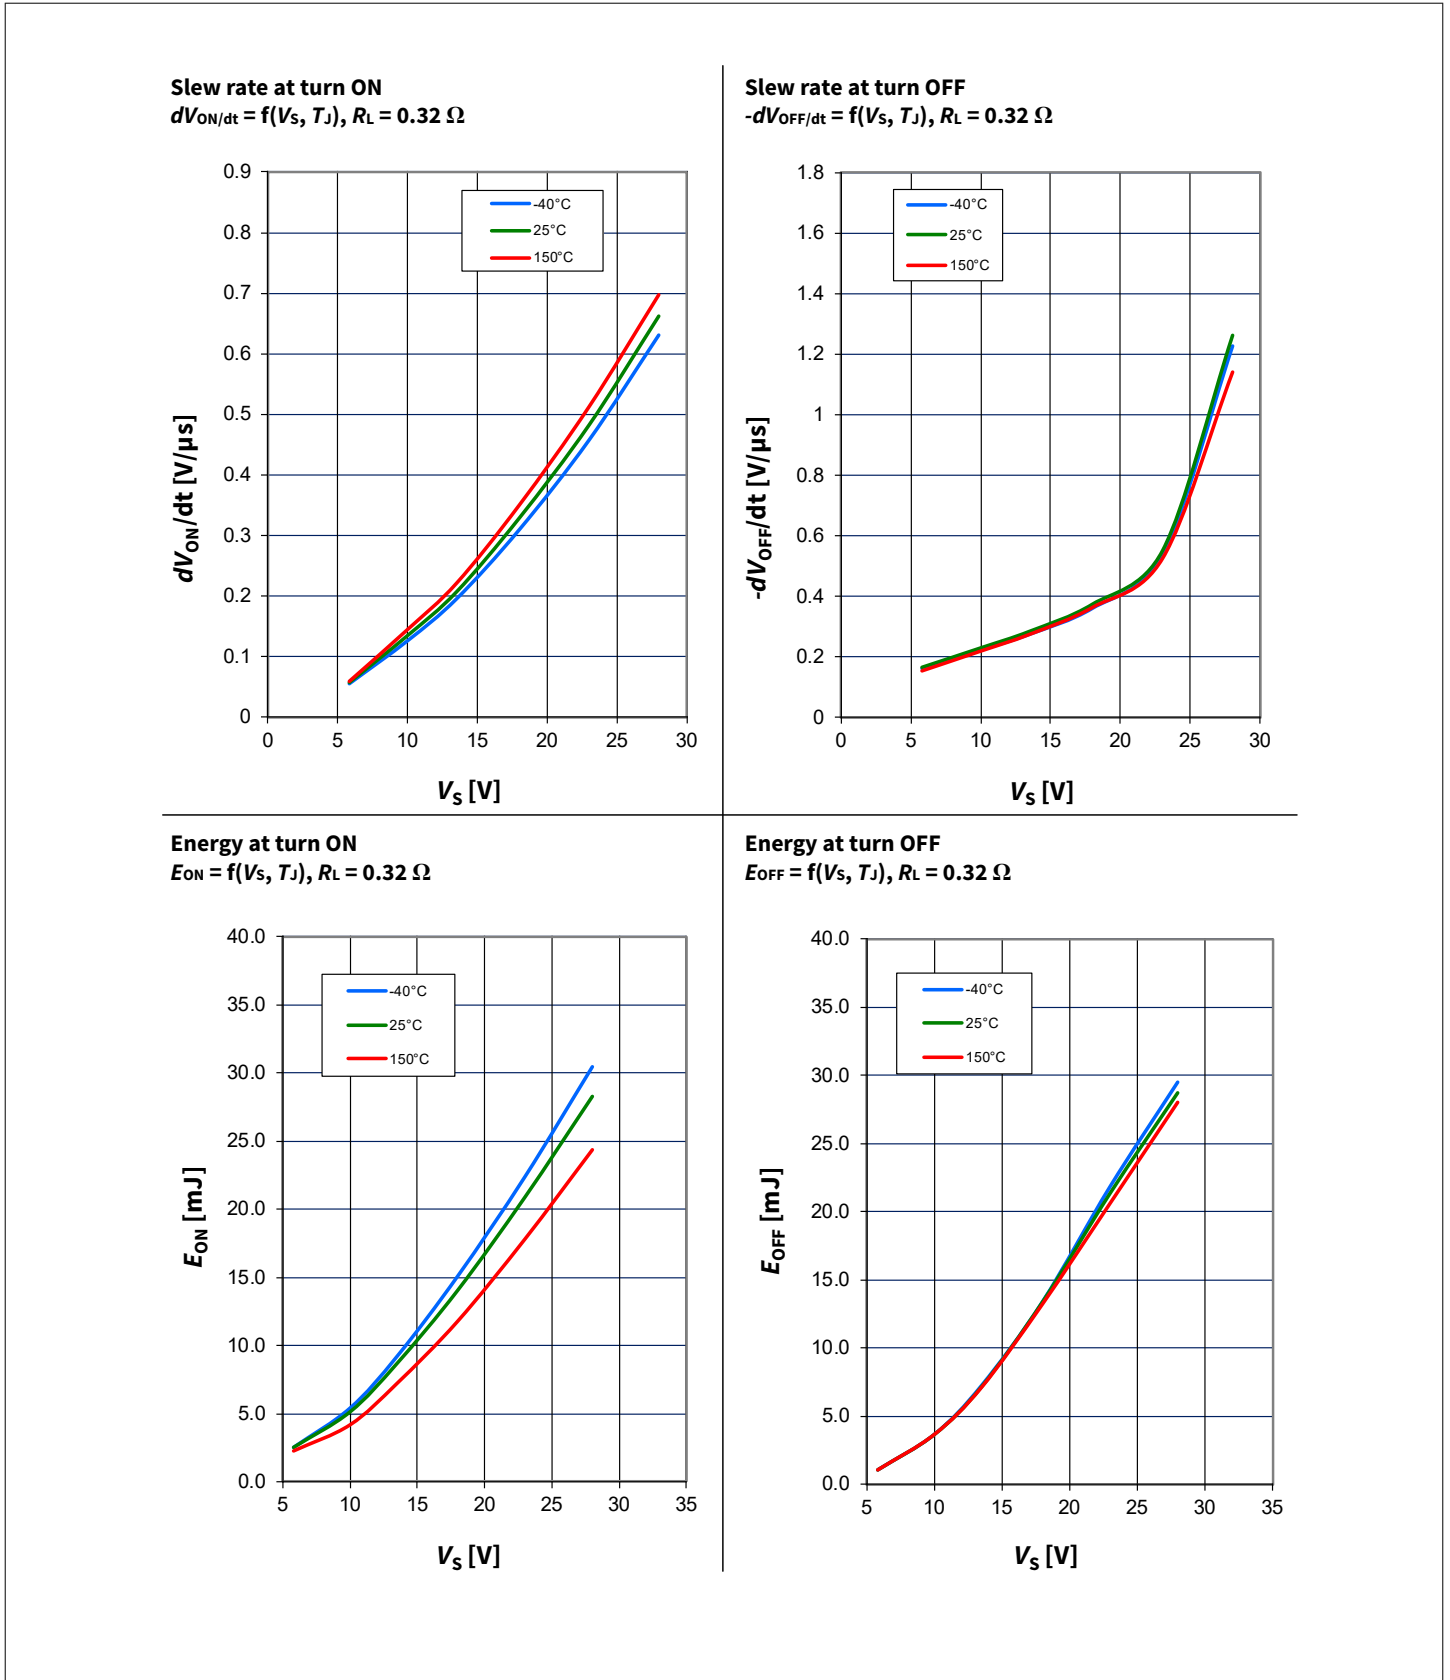 Slew rate at turn ON
dVON/dt = f(VS, TJ), RL = 0.32 Ω
0.9
0.8
0.7
0.6
0.5
0.4
0.3
0.2
0.1
0
-40°C
25°C
150°C
dVON/dt [V/µs]
0 5 10 15 20 25 30
VS [V]
Slew rate at turn OFF
-dVOFF/dt = f(VS, TJ), RL = 0.32 Ω
1.8
1.6
1.4
1.2
1
0.8
0.6
0.4
0.2
0
-40°C
25°C
150°C
-dVOFF/dt [V/µs]
0 5 10 15 20 25 30
VS [V]
Energy at turn ON
EON = f(VS, TJ), RL = 0.32 Ω
40.0
35.0
30.0
25.0
20.0
15.0
10.0
5.0
0.0
-40°C
25°C
150°C
EON [mJ]
5 10 15 20 25 30 35
VS [V]
Energy at turn OFF
EOFF = f(VS, TJ), RL = 0.32 Ω
40.0
35.0
30.0
25.0
20.0
15.0
10.0
5.0
0.0
-40°C
25°C
150°C
EOFF [mJ]
5 10 15 20 25 30 35
VS [V]